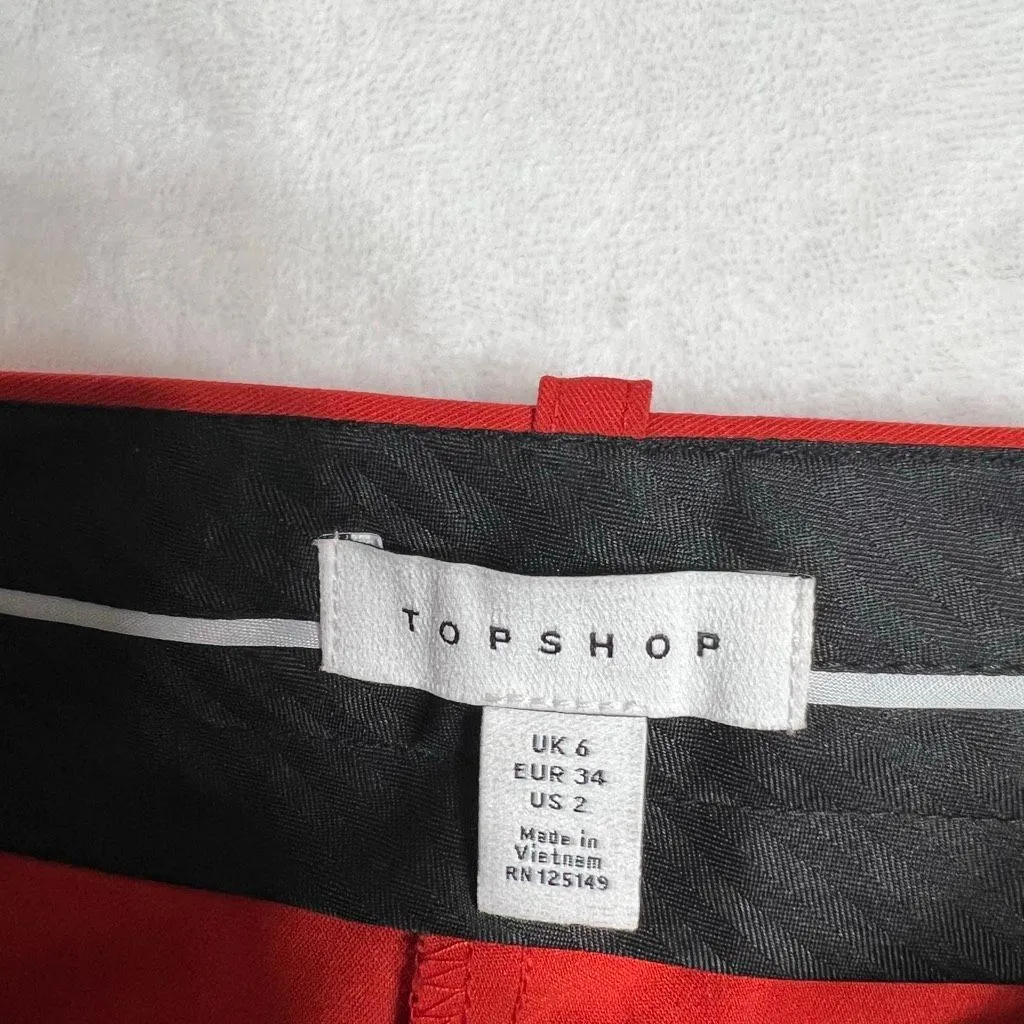 TOPSHOP
UK 6
EUR 34
US 2
Made in
Vietnam
RN 125149